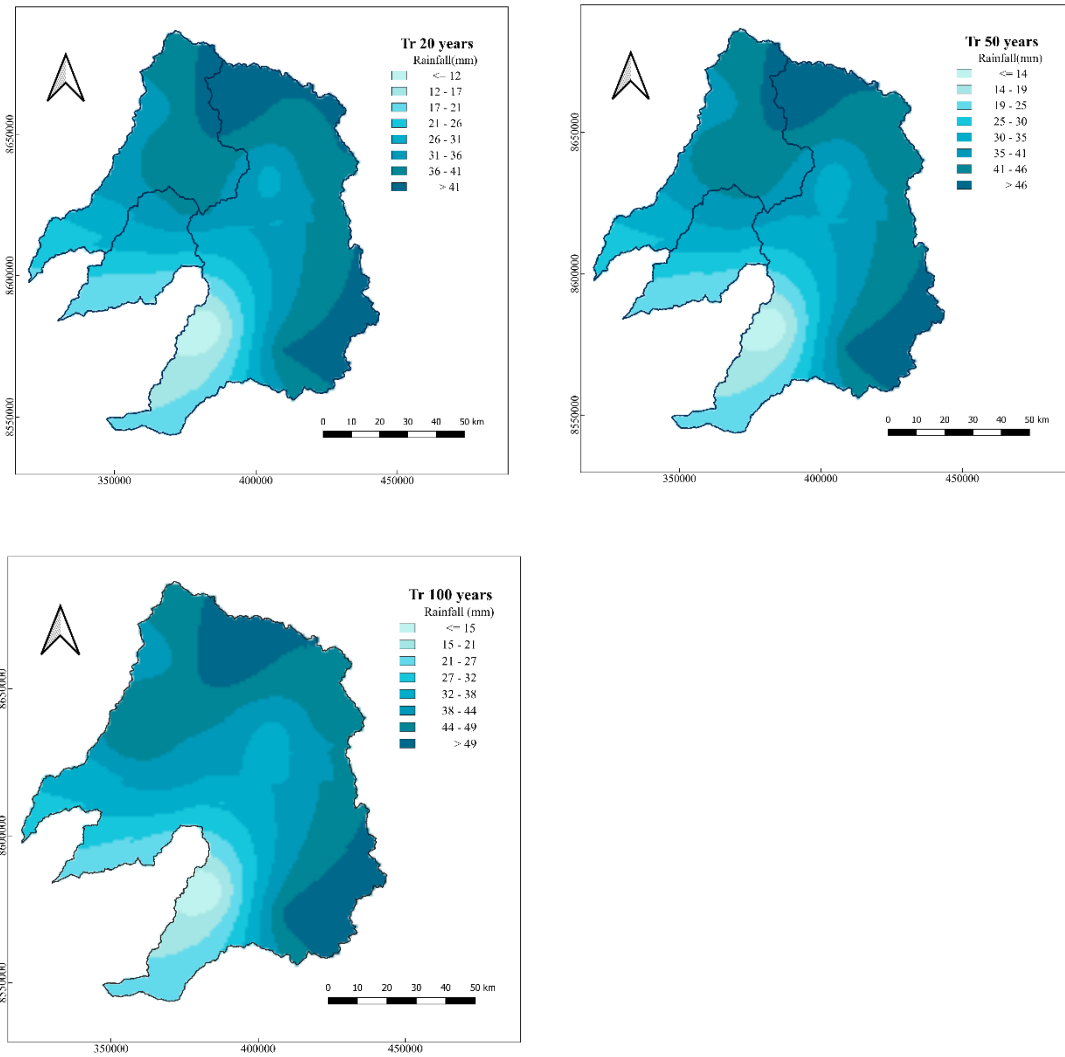 Tr 20 years
Rainfall(mm)
<= 12
12 - 17
17 - 21
21 - 26
26 - 31
31 - 36
36 - 41
> 41
8650000
8600000
8550000
0 10 20 30 40 50 km
350000 400000 450000
Tr 50 years
Rainfall(mm)
<= 14
14 - 19
19 - 25
25 - 30
30 - 35
35 - 41
41 - 46
> 46
8650000
8600000
8550000
0 10 20 30 40 50 km
350000 400000 450000
Tr 100 years
Rainfall (mm)
<= 15
15 - 21
21 - 27
27 - 32
32 - 38
38 - 44
44 - 49
> 49
8650000
8600000
8550000
0 10 20 30 40 50 km
350000 400000 450000